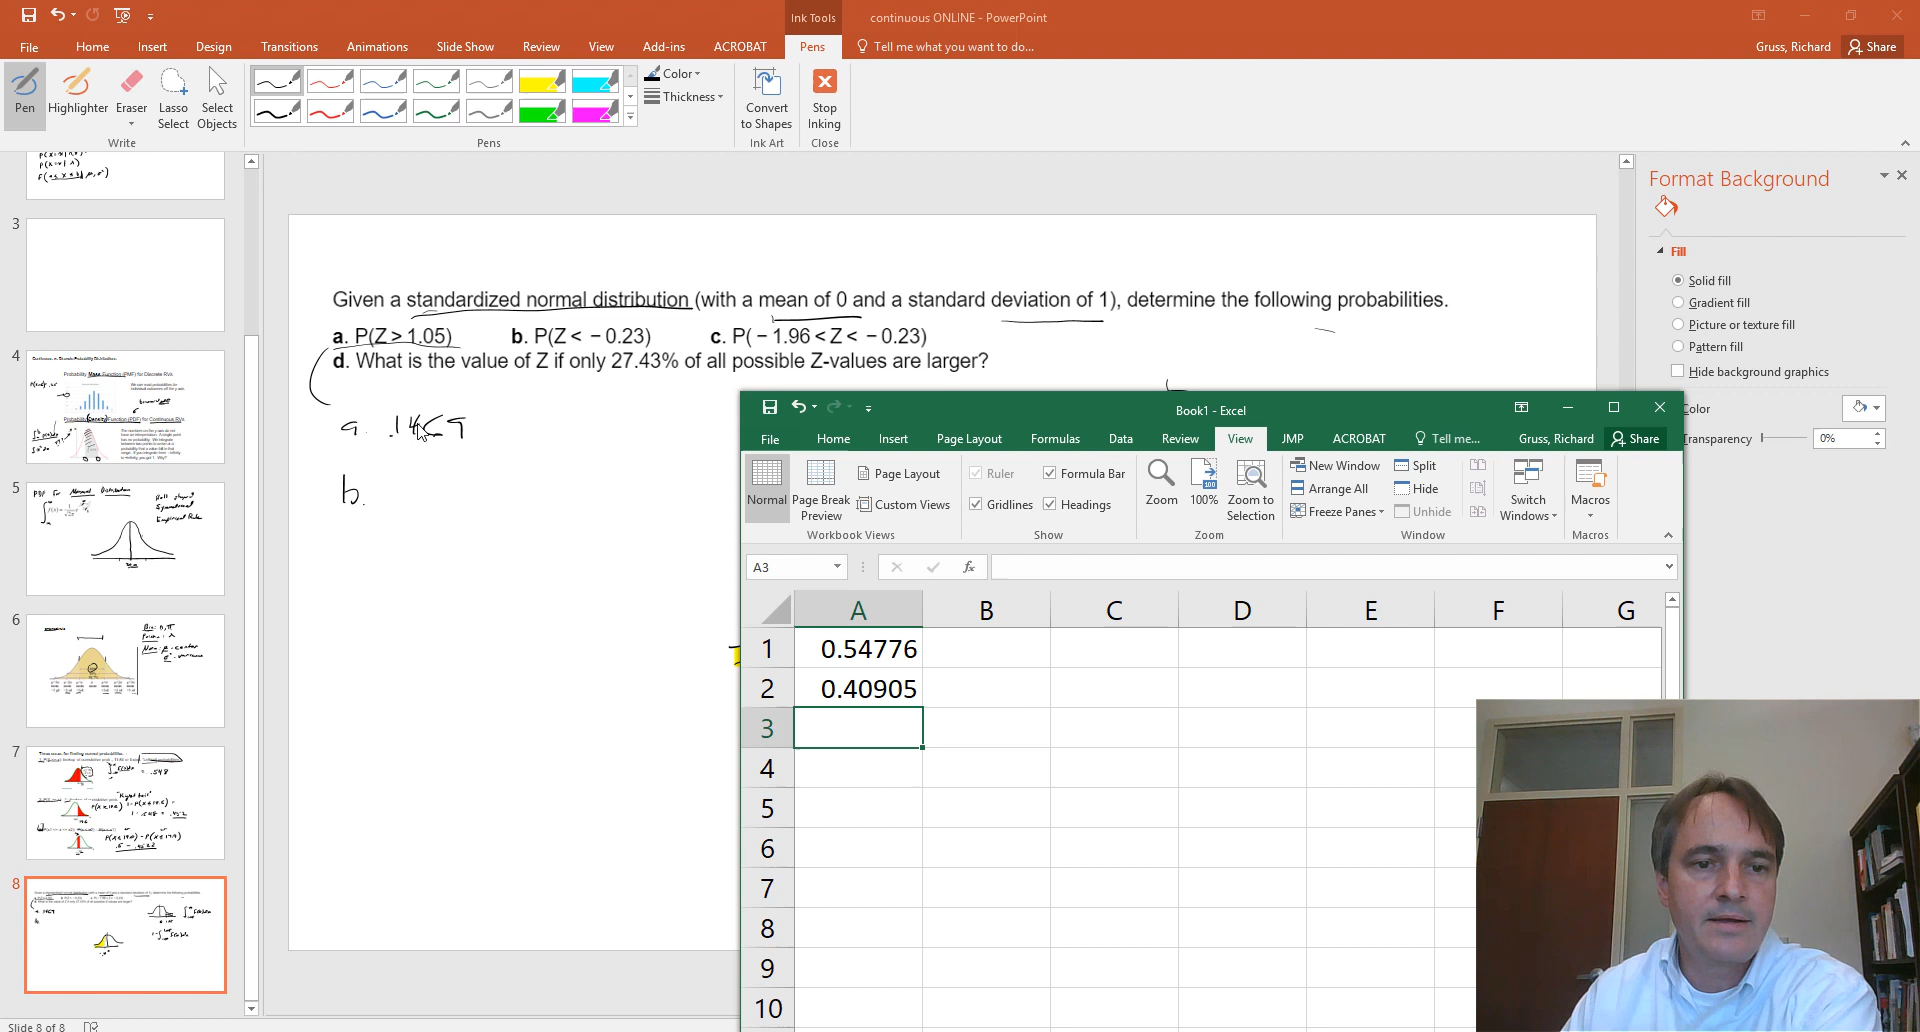 Ink Tools continuous ONLINE - PowerPoint
File Home Insert Design Transitions Animations Slide Show Review View Add-ins ACROBAT Pens Tell me what you want to do... Gruss, Richard Share
Pen Highlighter Eraser Lasso Select Select Objects
Color
Thickness
Convert to Shapes Stop Inking
Write Pens Ink Art Close
3
4
5
6
7
8
Given a standardized normal distribution (with a mean of 0 and a standard deviation of 1), determine the following probabilities.
a. P(Z > 1.05) b. P(Z < − 0.23) c. P( − 1.96 < Z < − 0.23)
d. What is the value of Z if only 27.43% of all possible Z-values are larger?
a. .1469
b.
Format Background
Fill
Solid fill
Gradient fill
Picture or texture fill
Pattern fill
Hide background graphics
Color
Transparency 0%
Book1 - Excel
File Home Insert Page Layout Formulas Data Review View JMP ACROBAT Tell me... Gruss, Richard Share
Normal Page Break Preview Page Layout Custom Views
Ruler Formula Bar
Gridlines Headings
Zoom 100% Zoom to Selection
New Window Arrange All Freeze Panes
Split Hide Unhide
Switch Windows Macros
Workbook Views Show Zoom Window Macros
A3 fx
A B C D E F G
1 0.54776
2 0.40905
3
4
5
6
7
8
9
10
Slide 8 of 8